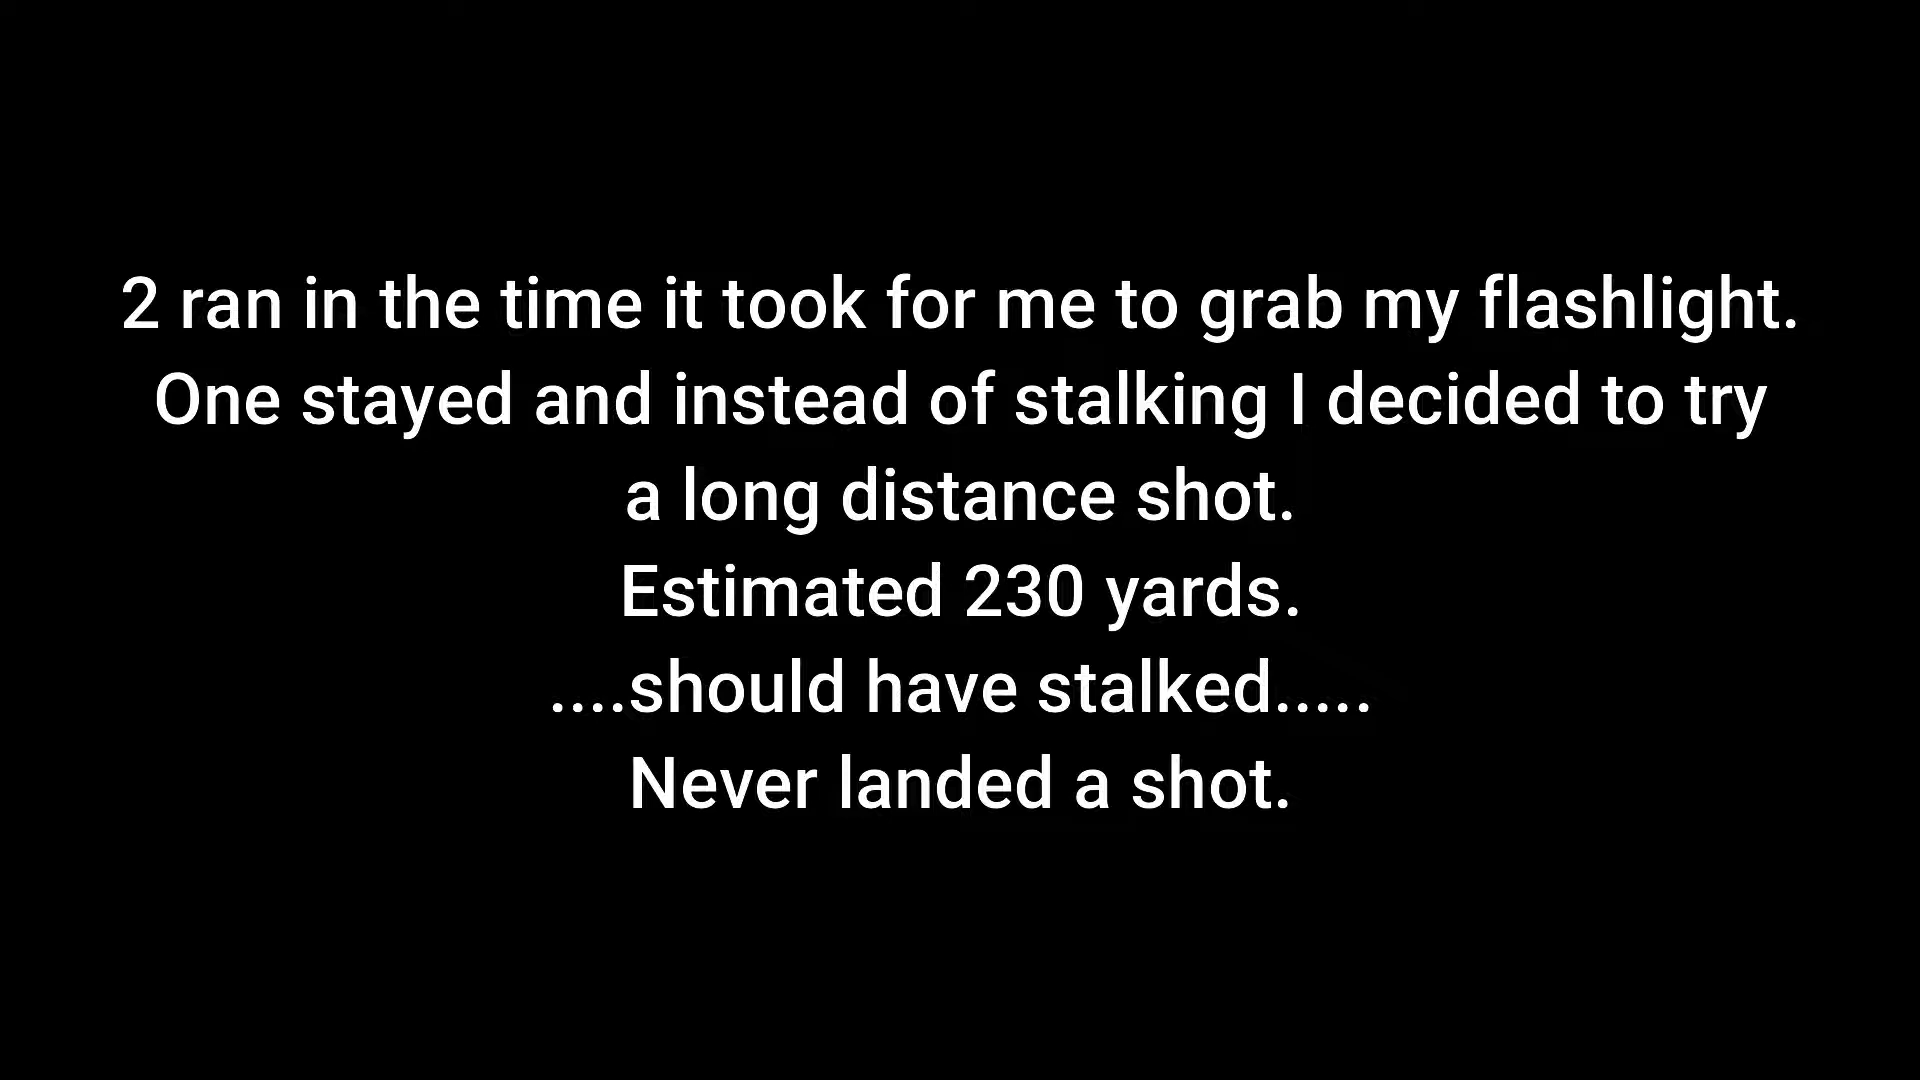 2 ran in the time it took for me to grab my flashlight.
One stayed and instead of stalking I decided to try
a long distance shot.
Estimated 230 yards.
....should have stalked.....
Never landed a shot.